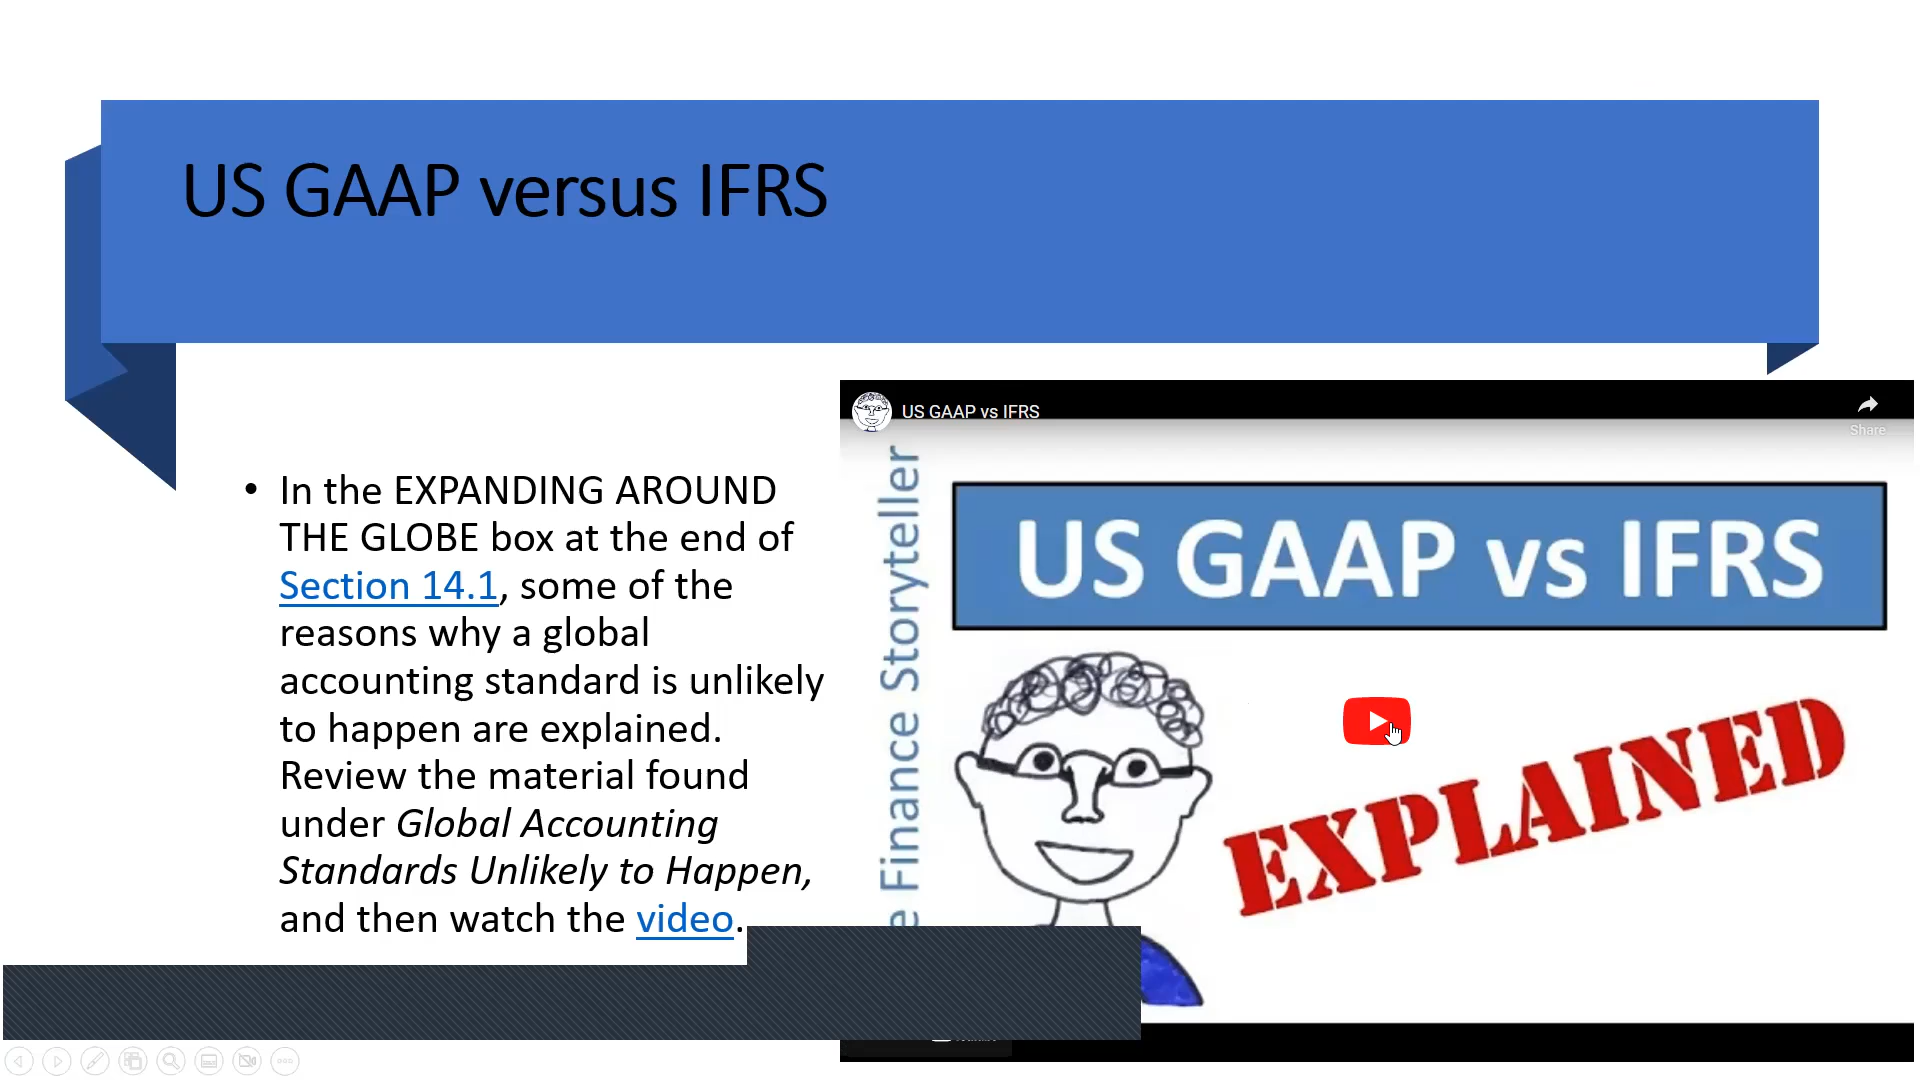 US GAAP versus IFRS
• In the EXPANDING AROUND
THE GLOBE box at the end of
Section 14.1, some of the
reasons why a global
accounting standard is unlikely
to happen are explained.
Review the material found
under Global Accounting
Standards Unlikely to Happen,
and then watch the video.
US GAAP vs IFRS
Share
Finance Storyteller
US GAAP vs IFRS
EXPLAINED